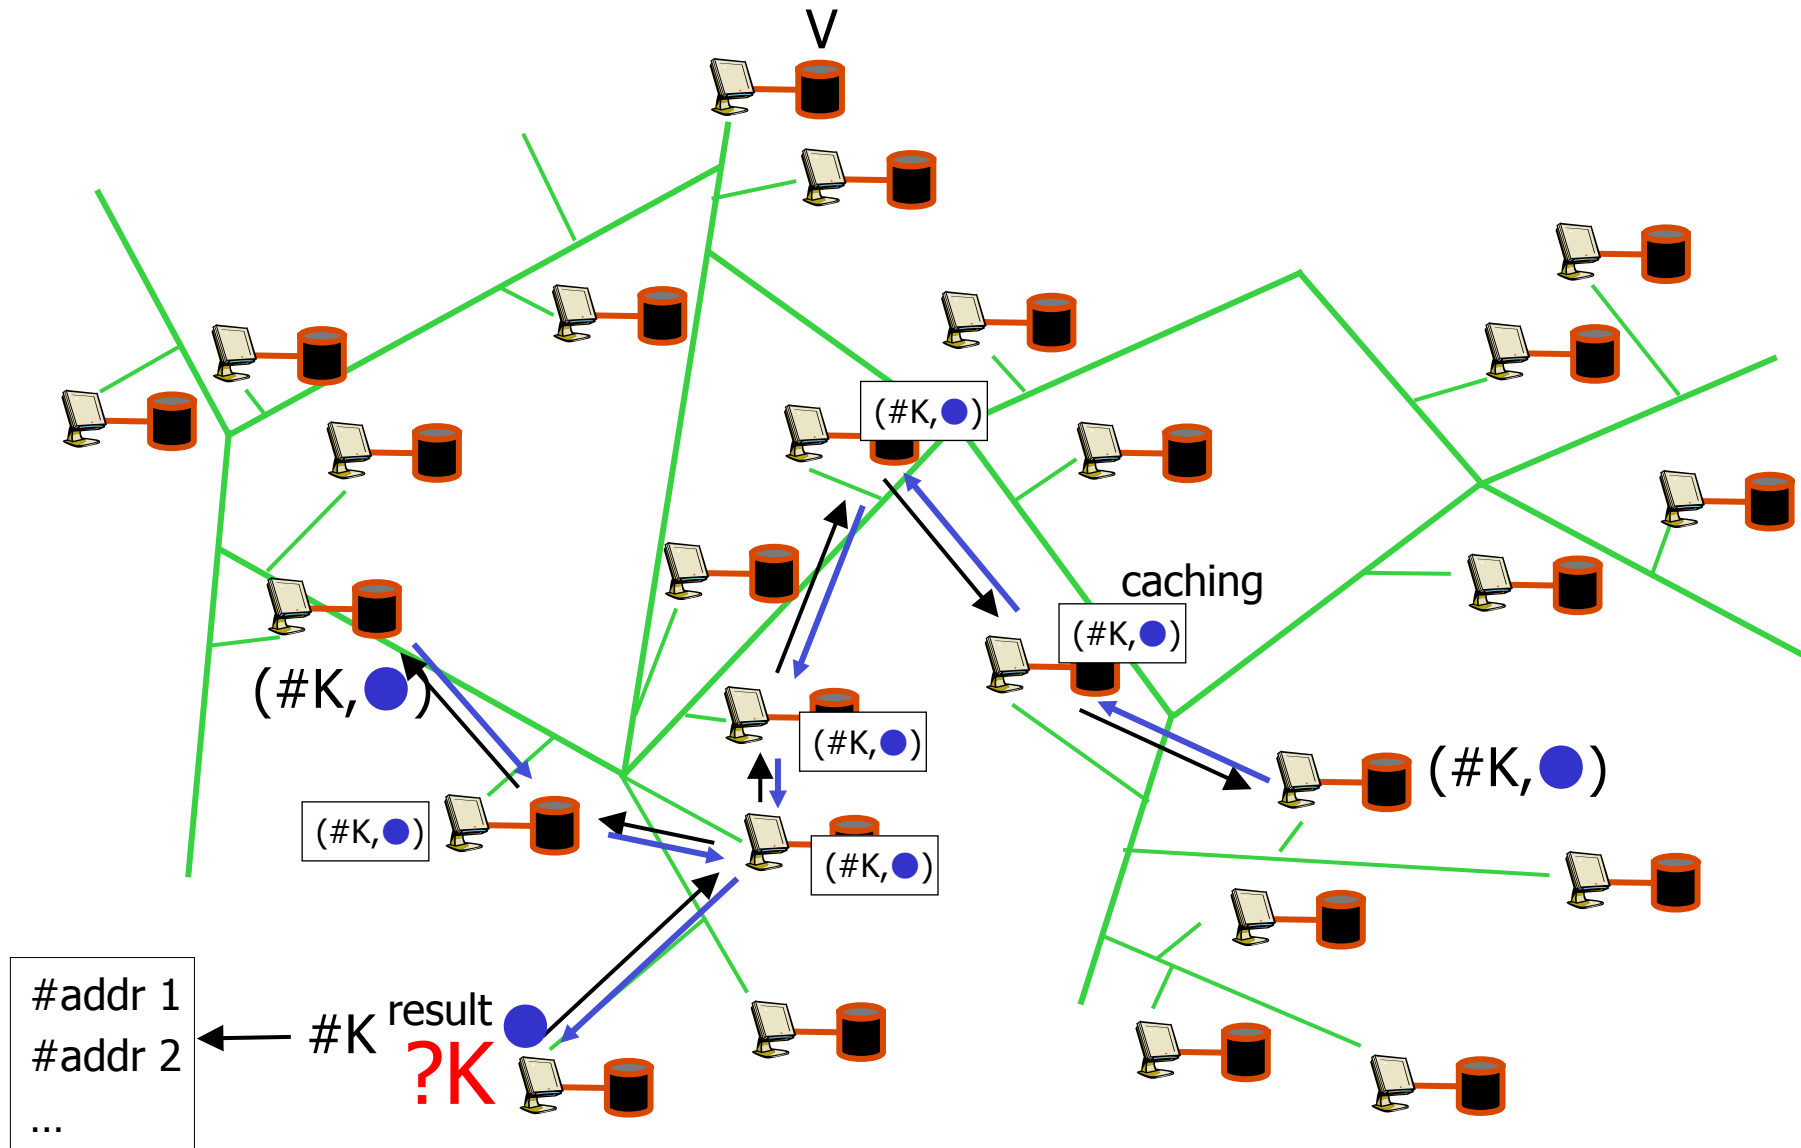 V
(#K,●)
caching
(#K,●)
(#K,●)
(#K,●)
(#K,●)
(#K,●)
(#K,●)
#addr 1
#addr 2
...
#K
result
?K